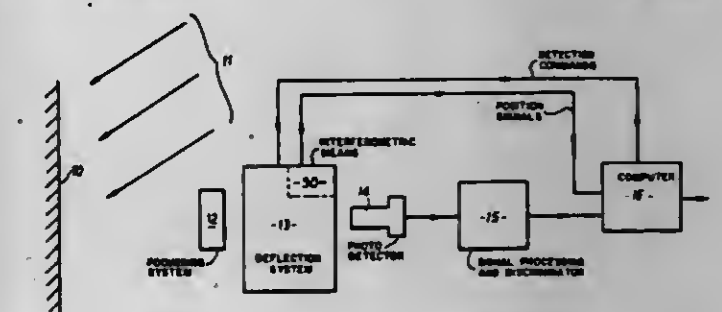 11
DETECTION
COMMANDS
POSITION
SIGNALS
INTERFEROMETRIC
MEANS
-30-
10
12
FOCUSING
SYSTEM
-13-
DEFLECTION
SYSTEM
14
PHOTO
DETECTOR
-15-
SIGNAL PROCESSING
AND DISCRIMINATOR
COMPUTER
-16-